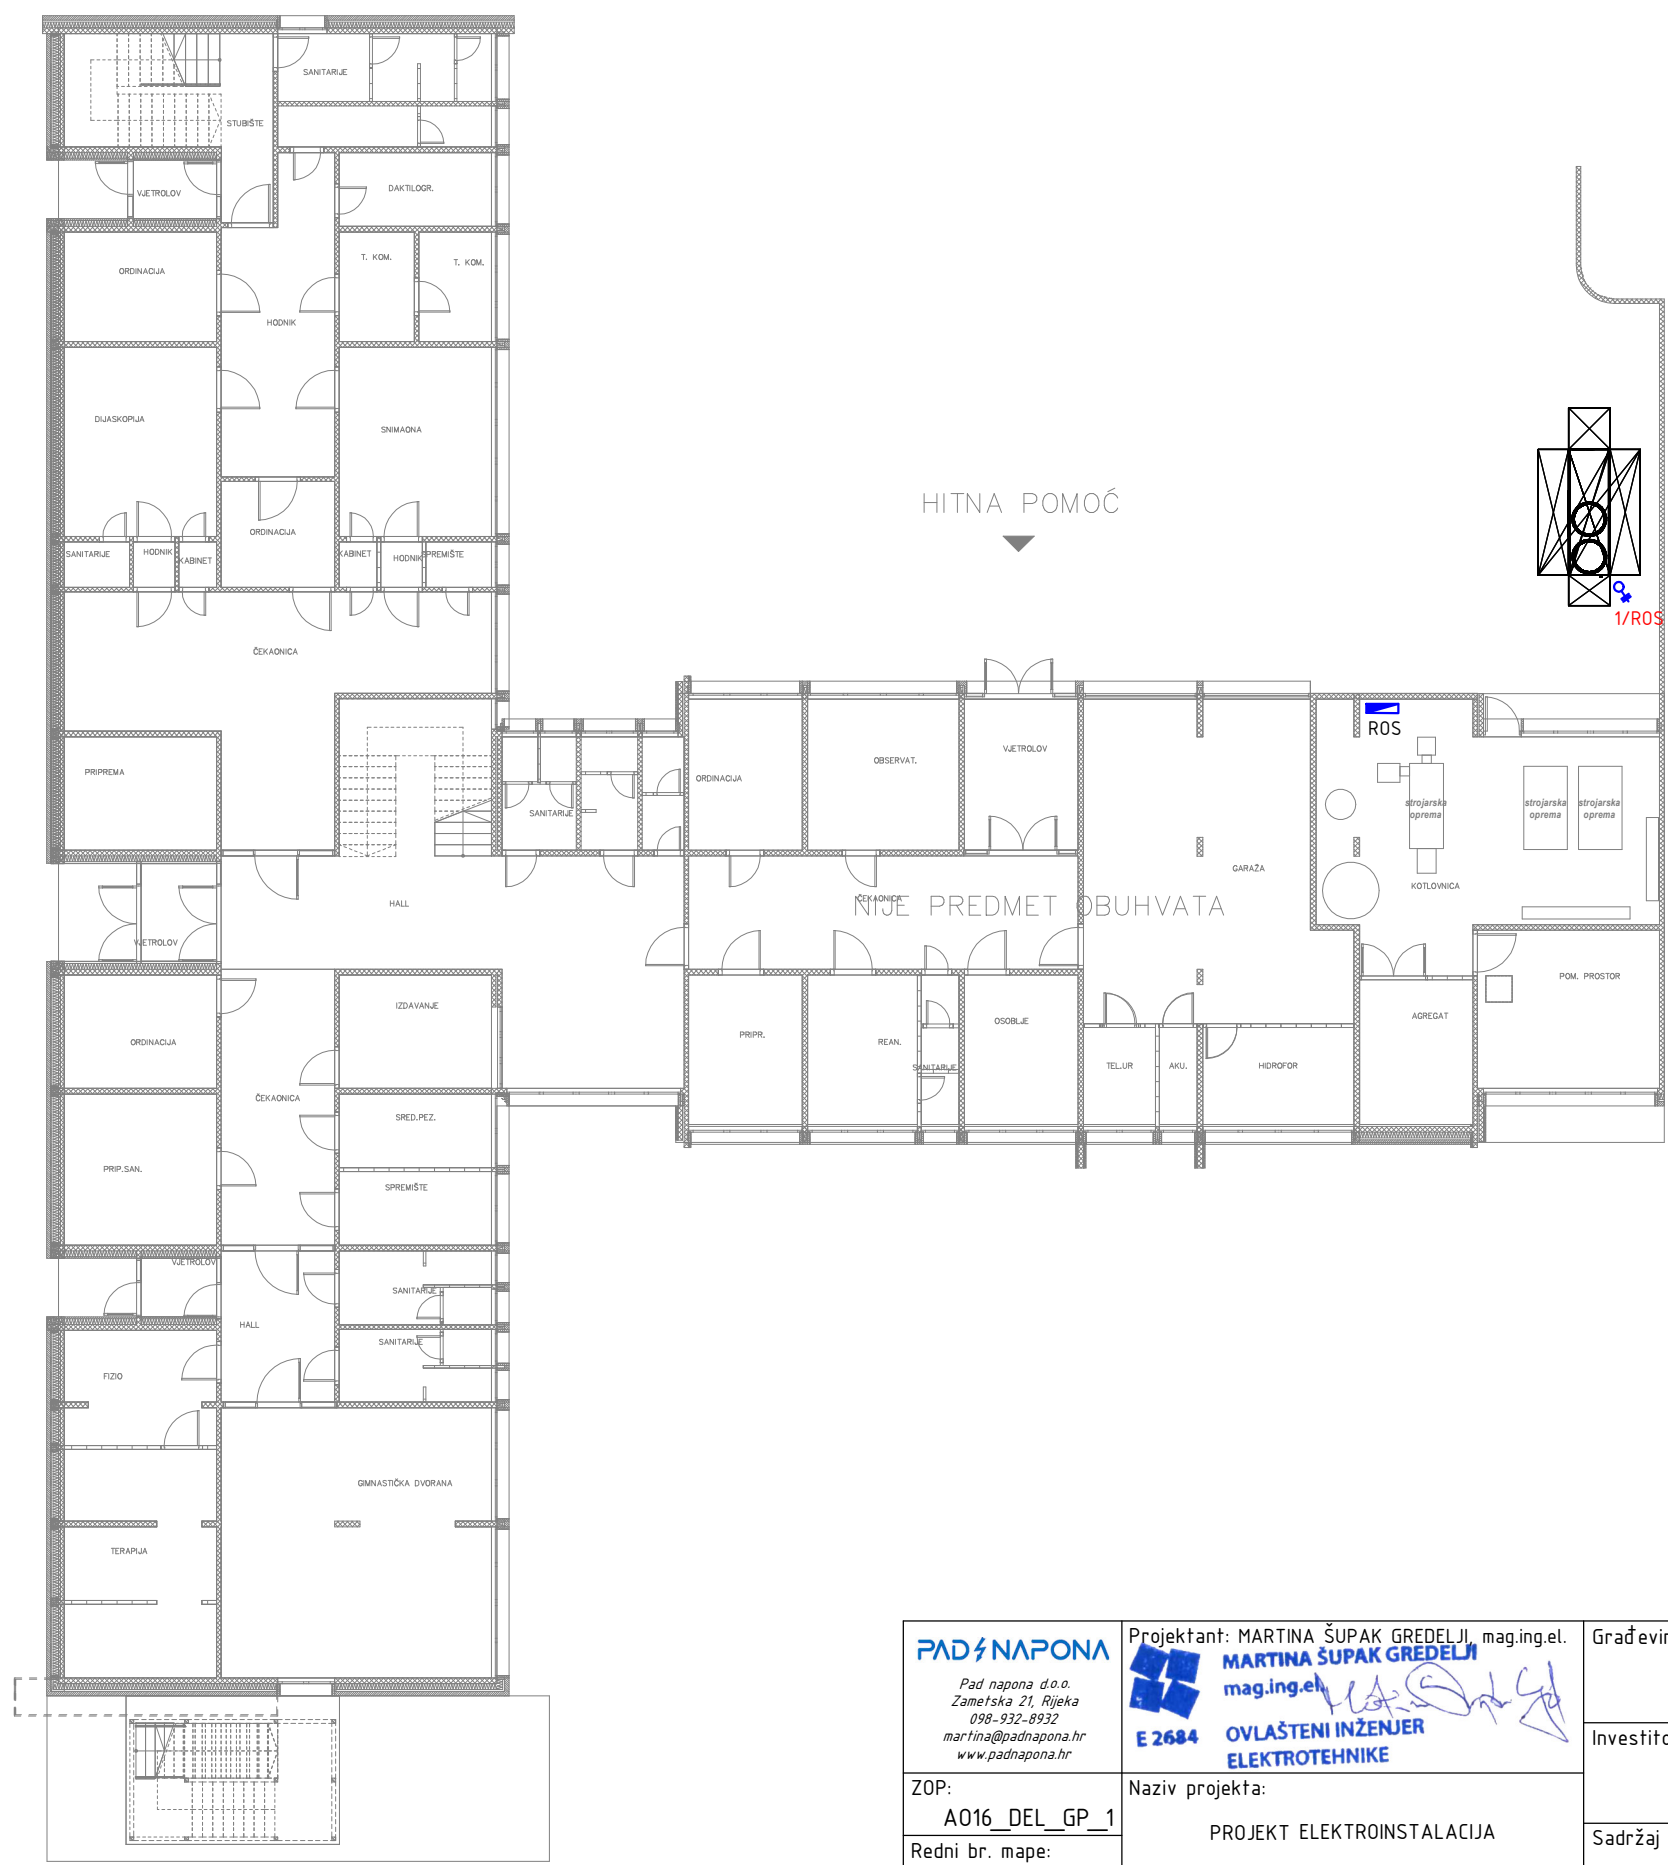 SANITARIJE
STUBIŠTE
VJETROLOV
DAKTILOGR.
ORDINACIJA
T. KOM.
T. KOM.
HODNIK
DIJASKOPIJA
SNIMAONA
HITNA POMOĆ
ORDINACIJA
SANITARIJE
HODNIK
KABINET
KABINET
HODNIK
SPREMIŠTE
1/ROS
ČEKAONICA
ROS
PRIPREMA
ORDINACIJA
OBSERVAT.
VJETROLOV
SANITARIJE
strojarska
oprema
strojarska
oprema
strojarska
oprema
GARAŽA
KOTLOVNICA
HALL
ČEKAONICA
NIJE PREDMET OBUHVATA
VJETROLOV
POM. PROSTOR
IZDAVANJE
AGREGAT
ORDINACIJA
PRIPR.
REAN.
OSOBLJE
SANITARIJE
TEL.UR
AKU.
HIDROFOR
ČEKAONICA
SRED.PEZ.
PRIP.SAN.
SPREMIŠTE
VJETROLOV
SANITARIJE
HALL
SANITARIJE
FIZIO
GIMNASTIČKA DVORANA
TERAPIJA
PAD NAPONA
Pad napona d.o.o.
Zametska 21, Rijeka
098-932-8932
martina@padnapona.hr
www.padnapona.hr
Projektant: MARTINA ŠUPAK GREDELJI, mag.ing.el.
MARTINA ŠUPAK GREDELJI
mag.ing.el.
E 2684
OVLAŠTENI INŽENJER
ELEKTROTEHNIKE
Građevin
Investito
ZOP:
A016_DEL_GP_1
Redni br. mape:
Naziv projekta:
PROJEKT ELEKTROINSTALACIJA
Sadržaj